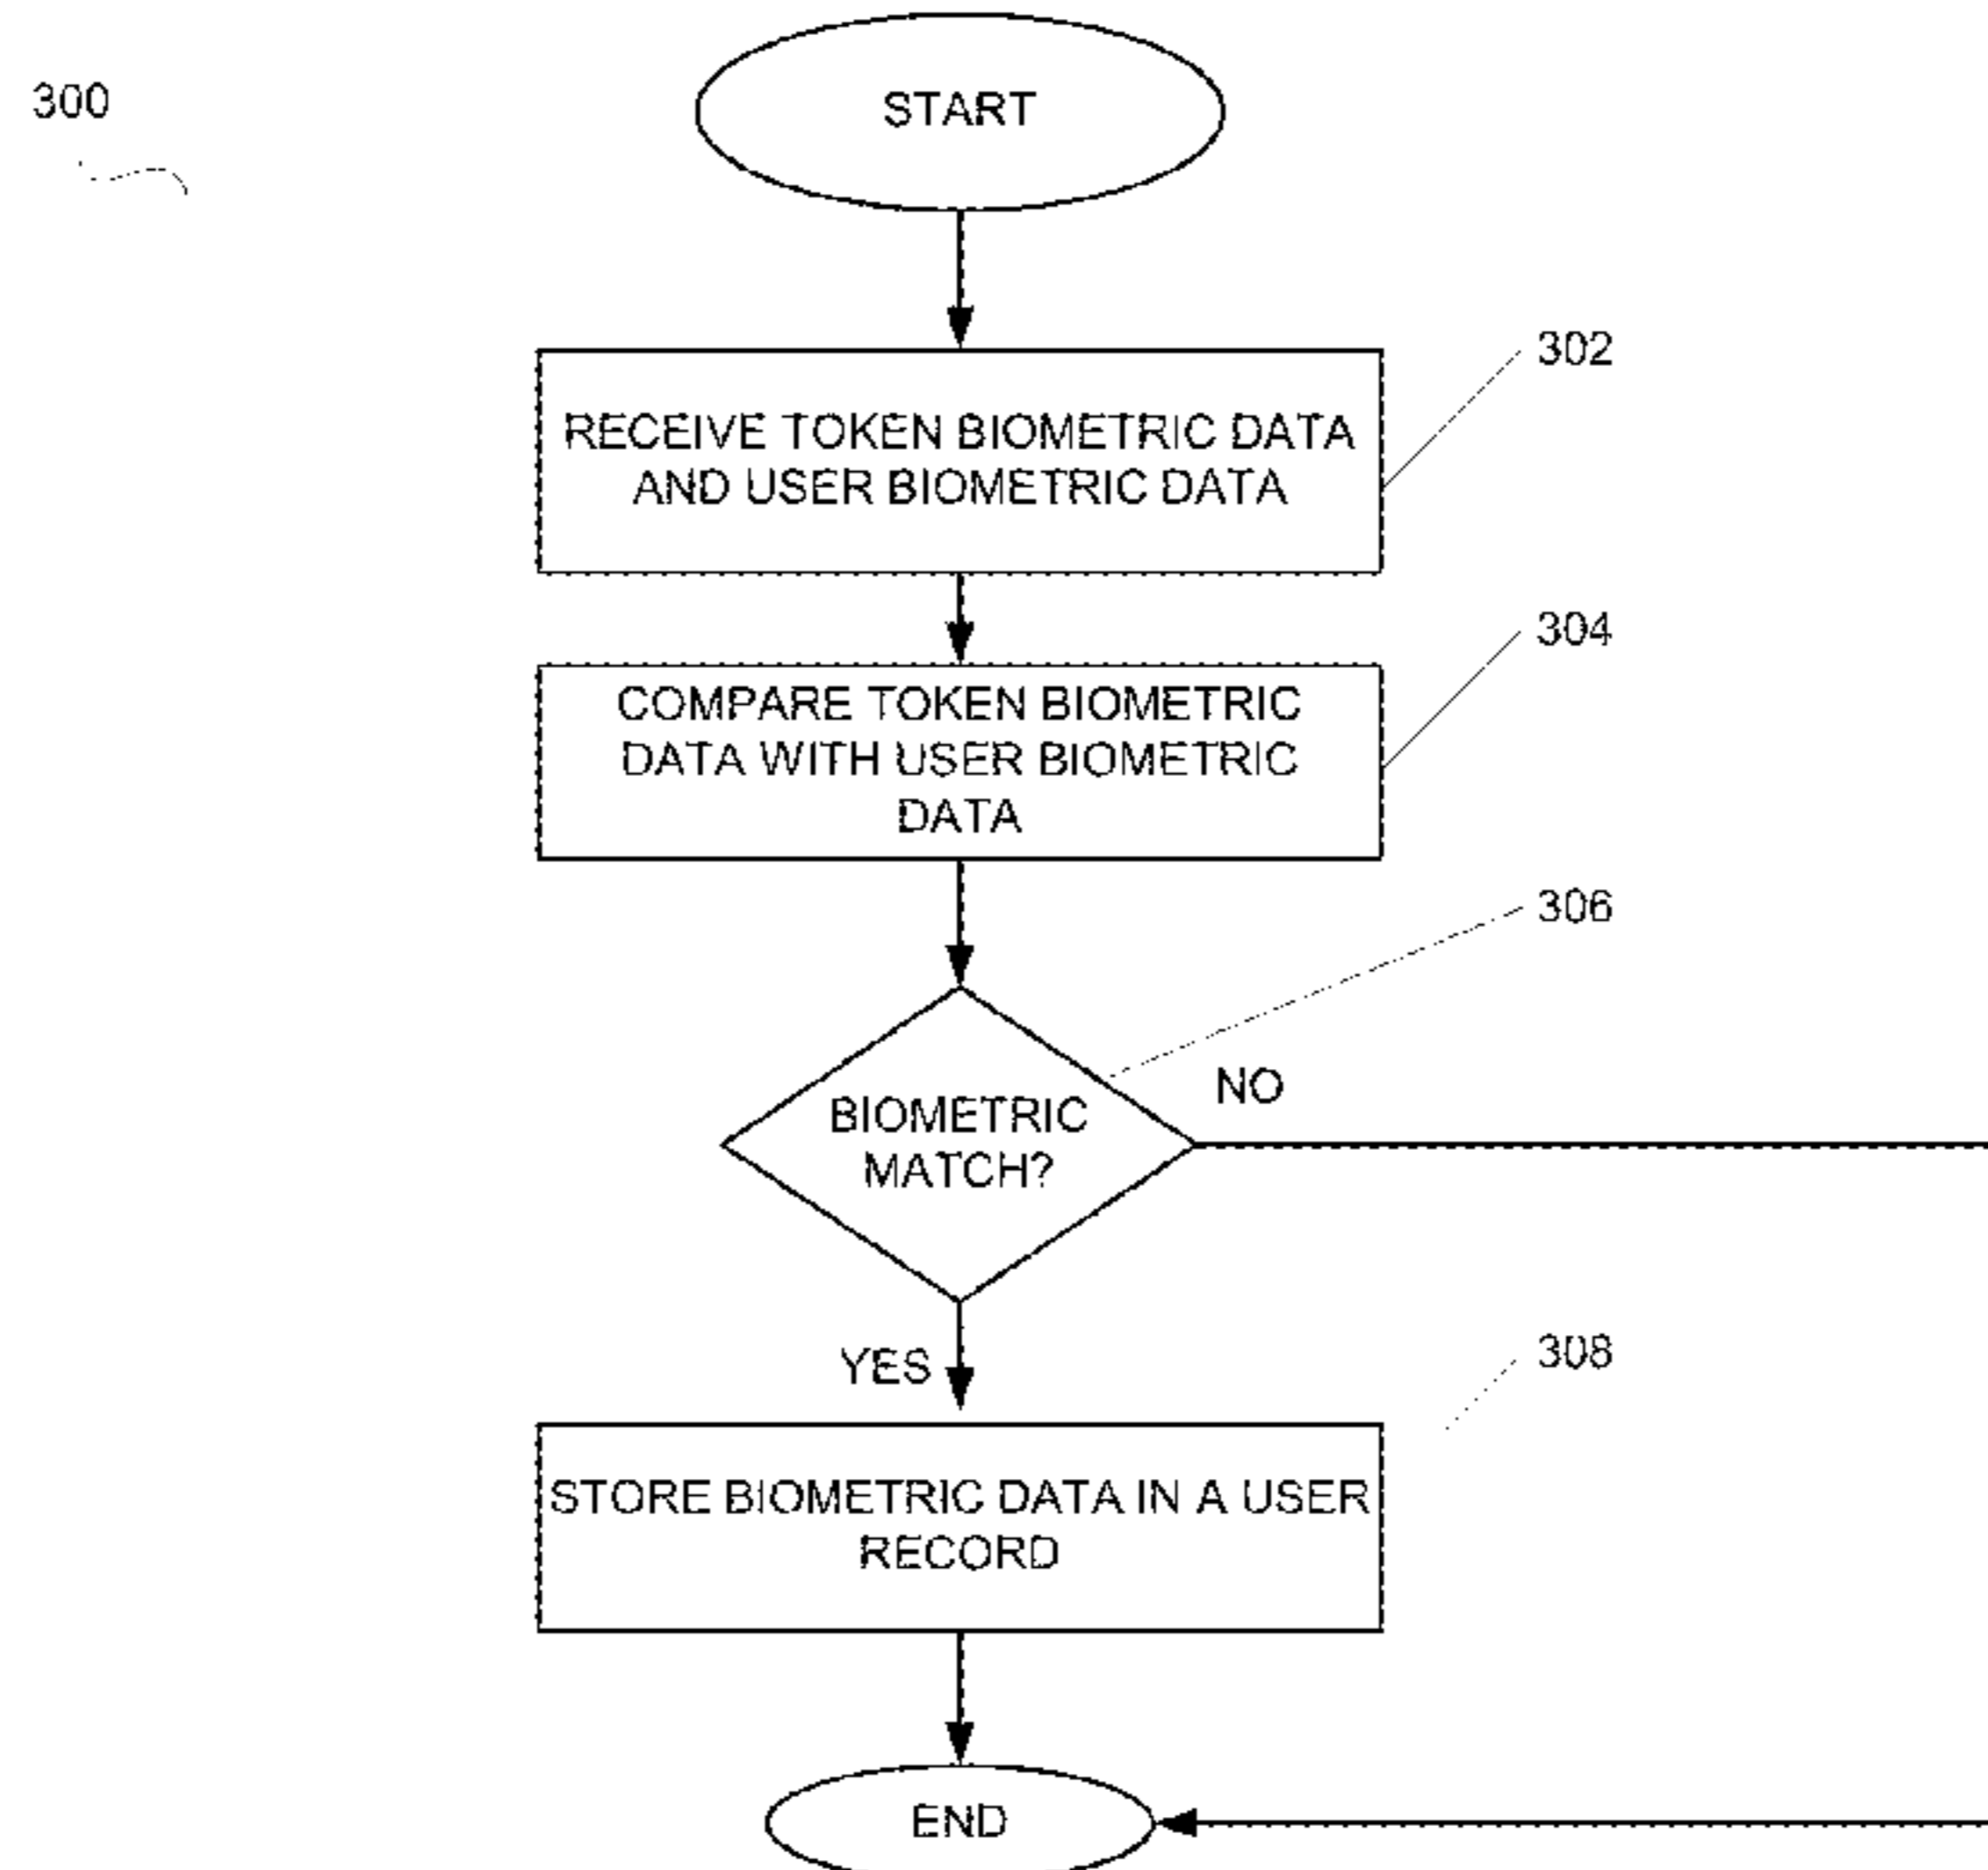 300
START
302
RECEIVE TOKEN BIOMETRIC DATA
AND USER BIOMETRIC DATA
304
COMPARE TOKEN BIOMETRIC
DATA WITH USER BIOMETRIC
DATA
306
NO
BIOMETRIC
MATCH?
YES
308
STORE BIOMETRIC DATA IN A USER
RECORD
END